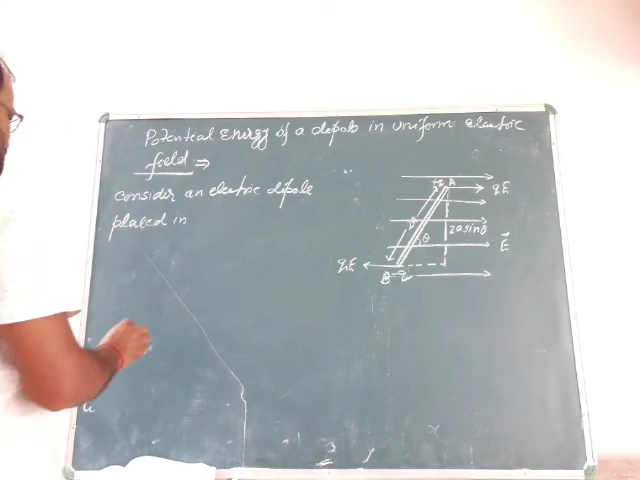 Potential Energy of a dipole in uniform electric
field ⇒
consider an electric dipole
placed in
+q A
qE
2a sinθ
θ
E⃗
qE
B -q